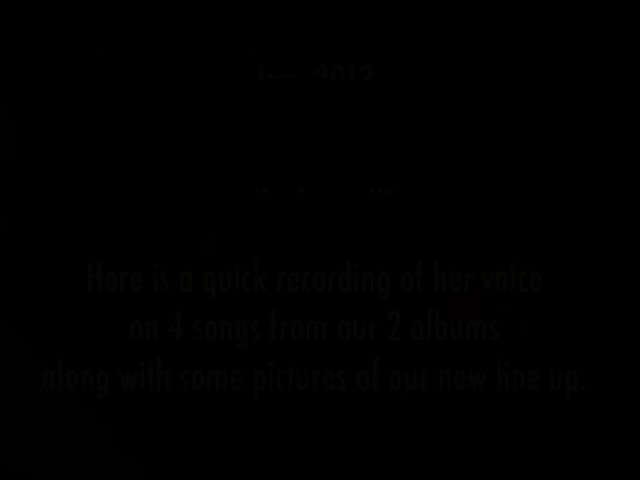 Here is a quick recording of her voice
on 4 songs from our 2 albums
along with some pictures of our new line-up.